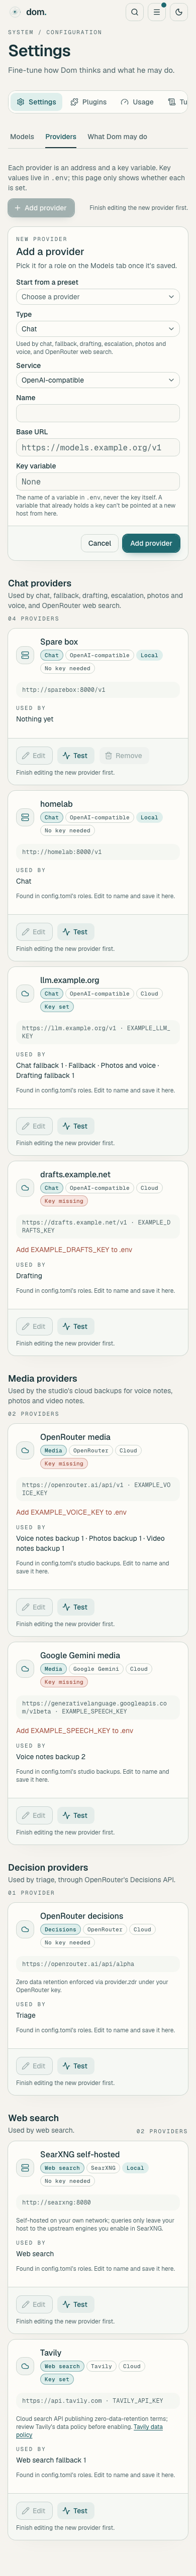 dom.
SYSTEM / CONFIGURATION
Settings
Fine-tune how Dom thinks and what he may do.
Settings
Plugins
Usage
Tu
Models
Providers
What Dom may do
Each provider is an address and a key variable. Key
values live in .env; this page only shows whether each
is set.
Add provider
Finish editing the new provider first.
NEW PROVIDER
Add a provider
Pick it for a role on the Models tab once it's saved.
Start from a preset
Choose a provider
Type
Chat
Used by chat, fallback, drafting, escalation, photos and
voice, and OpenRouter web search.
Service
OpenAI-compatible
Name
Base URL
https://models.example.org/v1
Key variable
None
The name of a variable in .env, never the key itself. A
variable that already holds a key can't be pointed at a new
host from here.
Cancel
Add provider
Chat providers
Used by chat, fallback, drafting, escalation, photos and
voice, and OpenRouter web search.
04 PROVIDERS
Spare box
Chat
OpenAI-compatible
Local
No key needed
http://sparebox:8000/v1
USED BY
Nothing yet
Edit
Test
Remove
Finish editing the new provider first.
homelab
Chat
OpenAI-compatible
Local
No key needed
http://homelab:8000/v1
USED BY
Chat
Found in config.toml's roles. Edit to name and save it here.
Edit
Test
Finish editing the new provider first.
llm.example.org
Chat
OpenAI-compatible
Cloud
Key set
https://llm.example.org/v1 · EXAMPLE_LLM_
KEY
USED BY
Chat fallback 1 · Fallback · Photos and voice ·
Drafting fallback 1
Found in config.toml's roles. Edit to name and save it here.
Edit
Test
Finish editing the new provider first.
drafts.example.net
Chat
OpenAI-compatible
Cloud
Key missing
https://drafts.example.net/v1 · EXAMPLE_D
RAFTS_KEY
Add EXAMPLE_DRAFTS_KEY to .env
USED BY
Drafting
Found in config.toml's roles. Edit to name and save it here.
Edit
Test
Finish editing the new provider first.
Media providers
Used by the studio's cloud backups for voice notes,
photos and video notes.
02 PROVIDERS
OpenRouter media
Media
OpenRouter
Cloud
Key missing
https://openrouter.ai/api/v1 · EXAMPLE_VO
ICE_KEY
Add EXAMPLE_VOICE_KEY to .env
USED BY
Voice notes backup 1 · Photos backup 1 · Video
notes backup 1
Found in config.toml's studio backups. Edit to name and
save it here.
Edit
Test
Finish editing the new provider first.
Google Gemini media
Media
Google Gemini
Cloud
Key missing
https://generativelanguage.googleapis.co
m/v1beta · EXAMPLE_SPEECH_KEY
Add EXAMPLE_SPEECH_KEY to .env
USED BY
Voice notes backup 2
Found in config.toml's studio backups. Edit to name and
save it here.
Edit
Test
Finish editing the new provider first.
Decision providers
Used by triage, through OpenRouter's Decisions API.
01 PROVIDER
OpenRouter decisions
Decisions
OpenRouter
Cloud
No key needed
https://openrouter.ai/api/alpha
Zero data retention enforced via provider.zdr under your
OpenRouter key.
USED BY
Triage
Found in config.toml's roles. Edit to name and save it here.
Edit
Test
Finish editing the new provider first.
Web search
Used by web search.
02 PROVIDERS
SearXNG self-hosted
Web search
SearXNG
Local
No key needed
http://searxng:8080
Self-hosted on your own network; queries only leave your
host to the upstream engines you enable in SearXNG.
USED BY
Web search
Found in config.toml's roles. Edit to name and save it here.
Edit
Test
Finish editing the new provider first.
Tavily
Web search
Tavily
Cloud
Key set
https://api.tavily.com · TAVILY_API_KEY
Cloud search API publishing zero-data-retention terms;
review Tavily's data policy before enabling. Tavily data
policy
USED BY
Web search fallback 1
Found in config.toml's roles. Edit to name and save it here.
Edit
Test
Finish editing the new provider first.